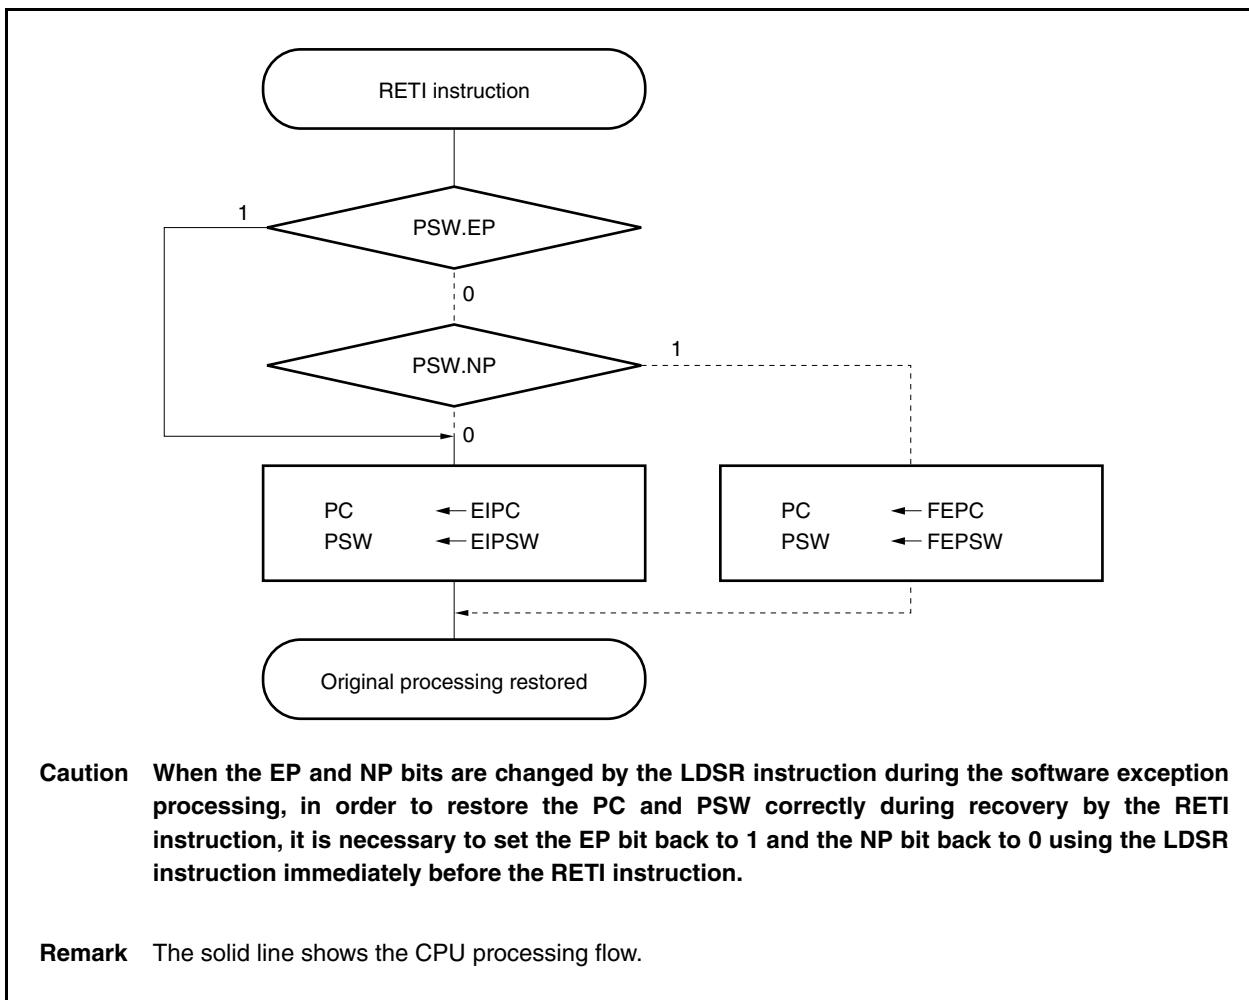 RETI instruction
1
PSW.EP
0
PSW.NP
1
0
PC ← EIPC
PSW ← EIPSW
PC ← FEPC
PSW ← FEPSW
Original processing restored
Caution When the EP and NP bits are changed by the LDSR instruction during the software exception
processing, in order to restore the PC and PSW correctly during recovery by the RETI
instruction, it is necessary to set the EP bit back to 1 and the NP bit back to 0 using the LDSR
instruction immediately before the RETI instruction.
Remark The solid line shows the CPU processing flow.